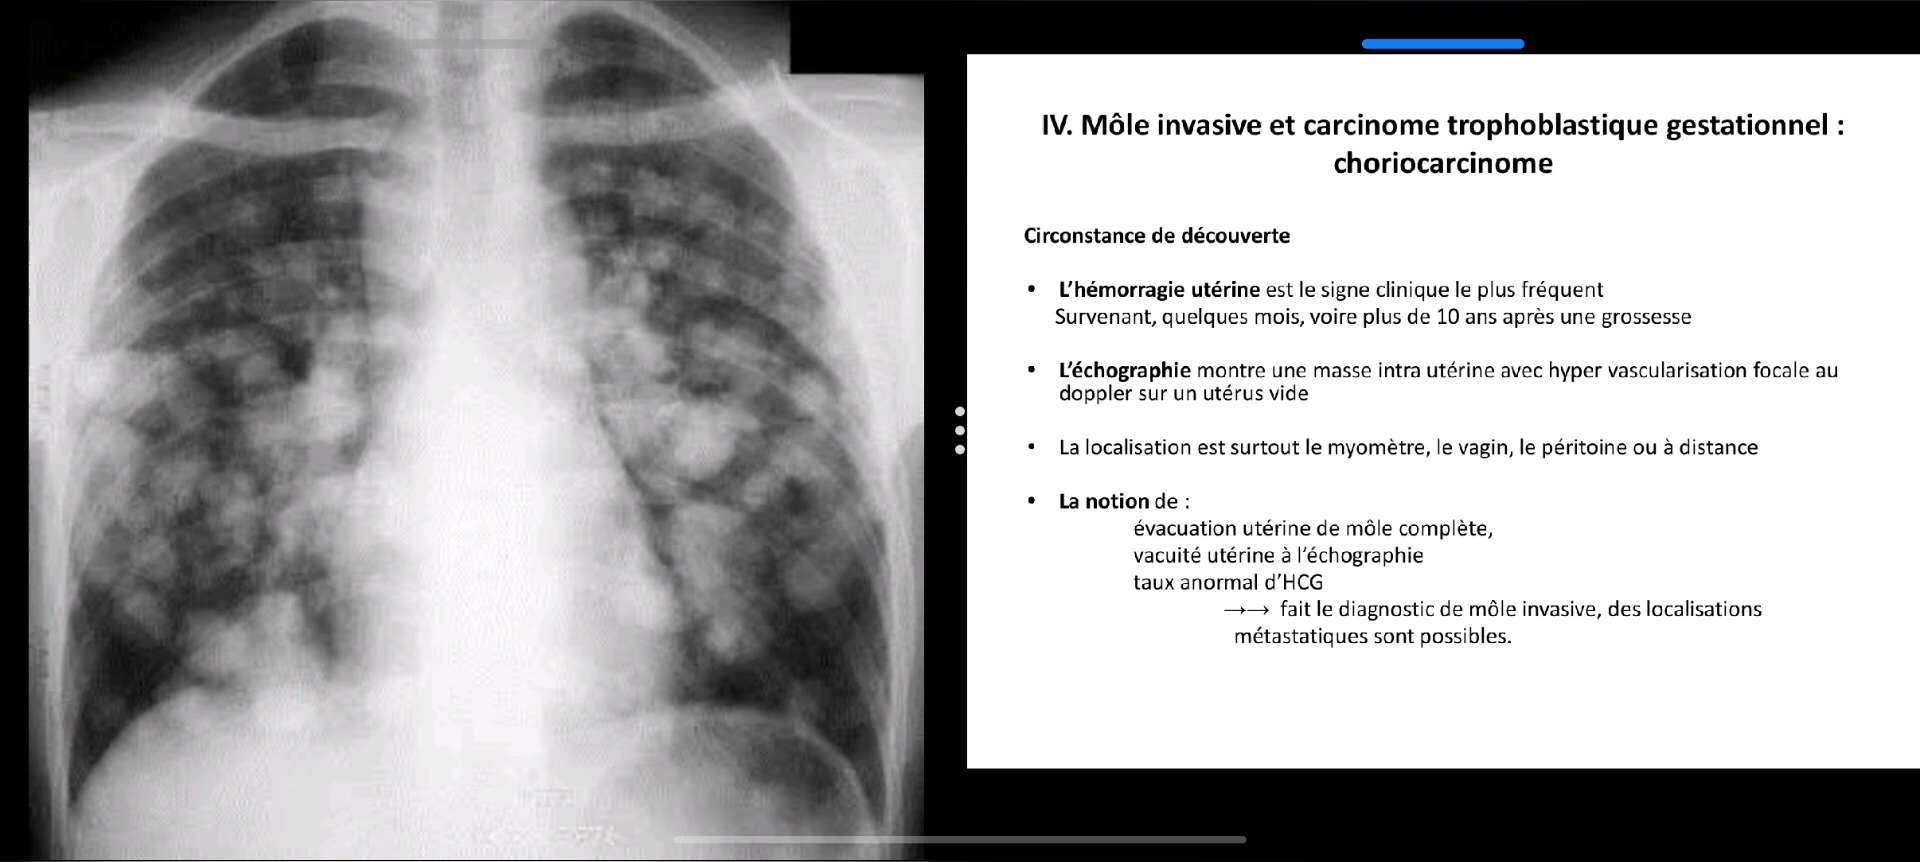 IV. Môle invasive et carcinome trophoblastique gestationnel :
choriocarcinome
Circonstance de découverte
• L'hémorragie utérine est le signe clinique le plus fréquent
Survenant, quelques mois, voire plus de 10 ans après une grossesse
• L'échographie montre une masse intra utérine avec hyper vascularisation focale au
doppler sur un utérus vide
• La localisation est surtout le myomètre, le vagin, le péritoine ou à distance
• La notion de :
évacuation utérine de môle complète,
vacuité utérine à l'échographie
taux anormal d'HCG
→→ fait le diagnostic de môle invasive, des localisations
métastatiques sont possibles.